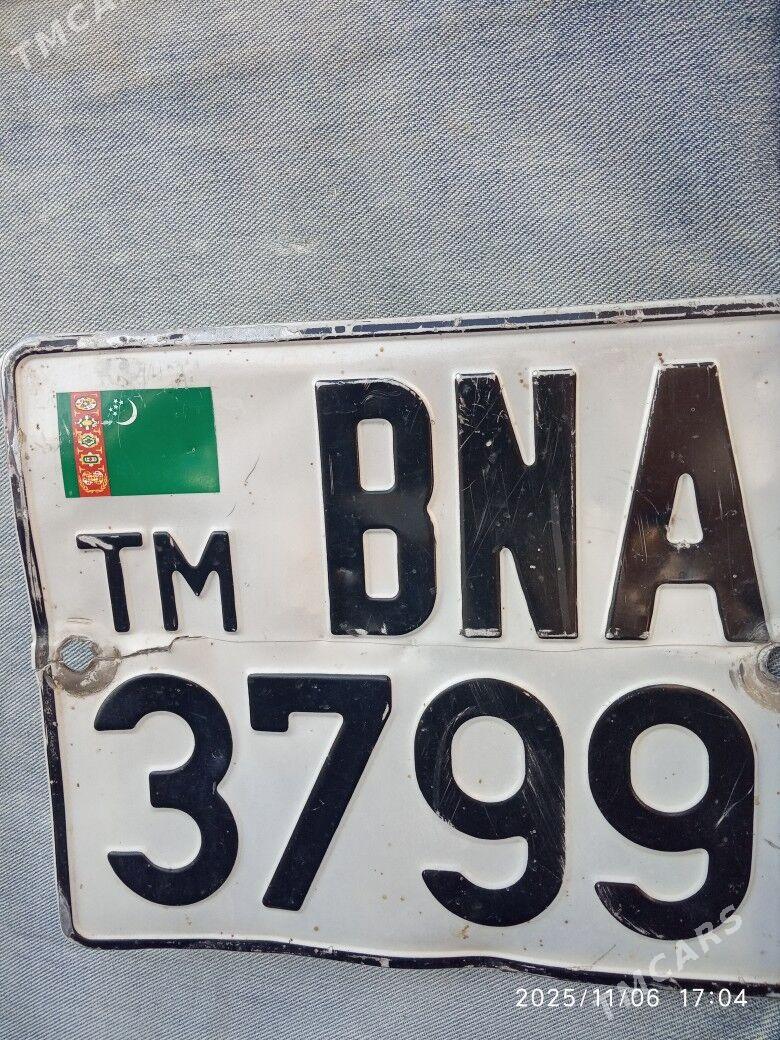 TMCARS
BNA
TM
3799
TMCARS
2025/11/06 17:04